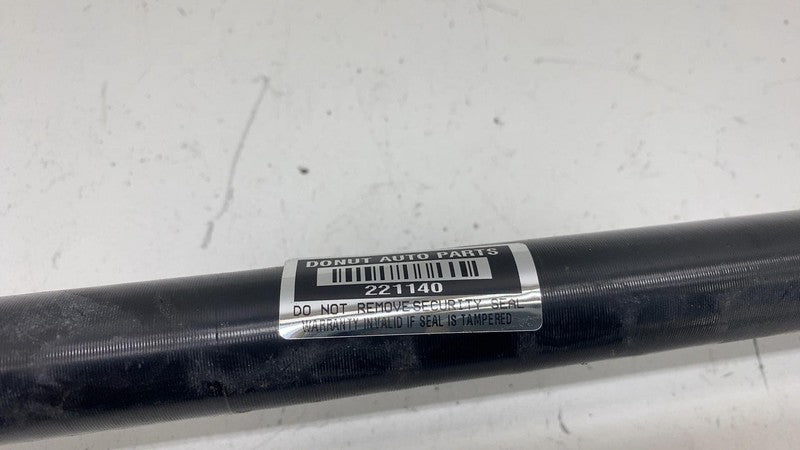 DONUT AUTO PARTS
221140
DO NOT REMOVE SECURITY SEAL
WARRANTY INVALID IF SEAL IS TAMPERED